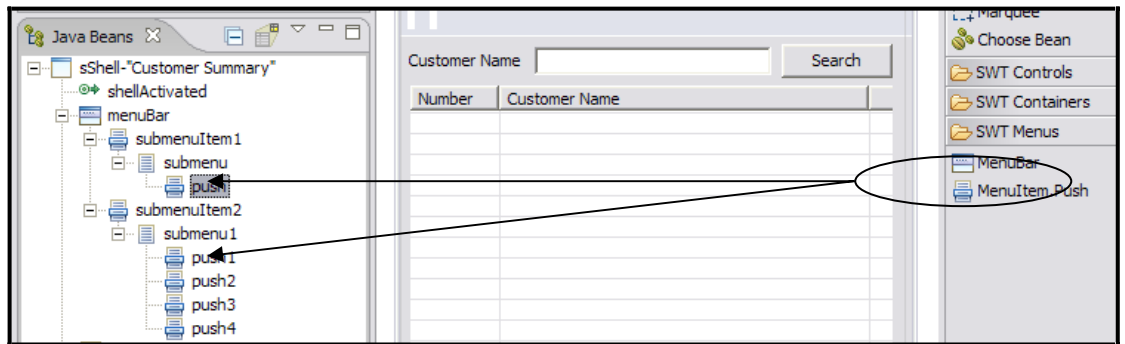 Java Beans
sShell-"Customer Summary"
shellActivated
menuBar
submenuItem1
submenu
push
submenuItem2
submenu1
push1
push2
push3
push4
Customer Name
Search
Number Customer Name
Marquee
Choose Bean
SWT Controls
SWT Containers
SWT Menus
MenuBar
MenuItem.Push